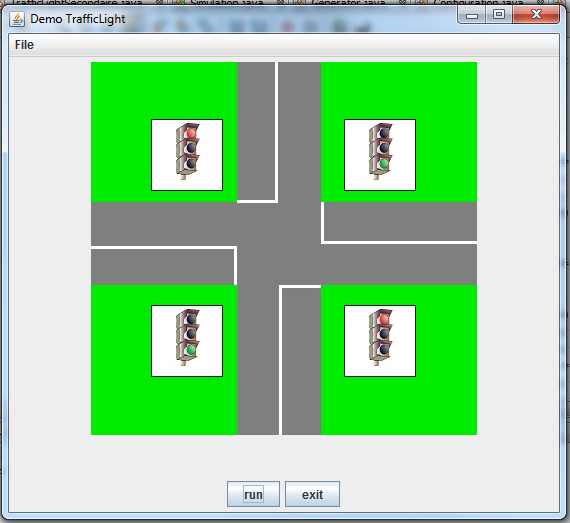 TrafficLightSecondaire.java Simulation.java Generator.java Configuration.java
Demo TrafficLight
File
run exit